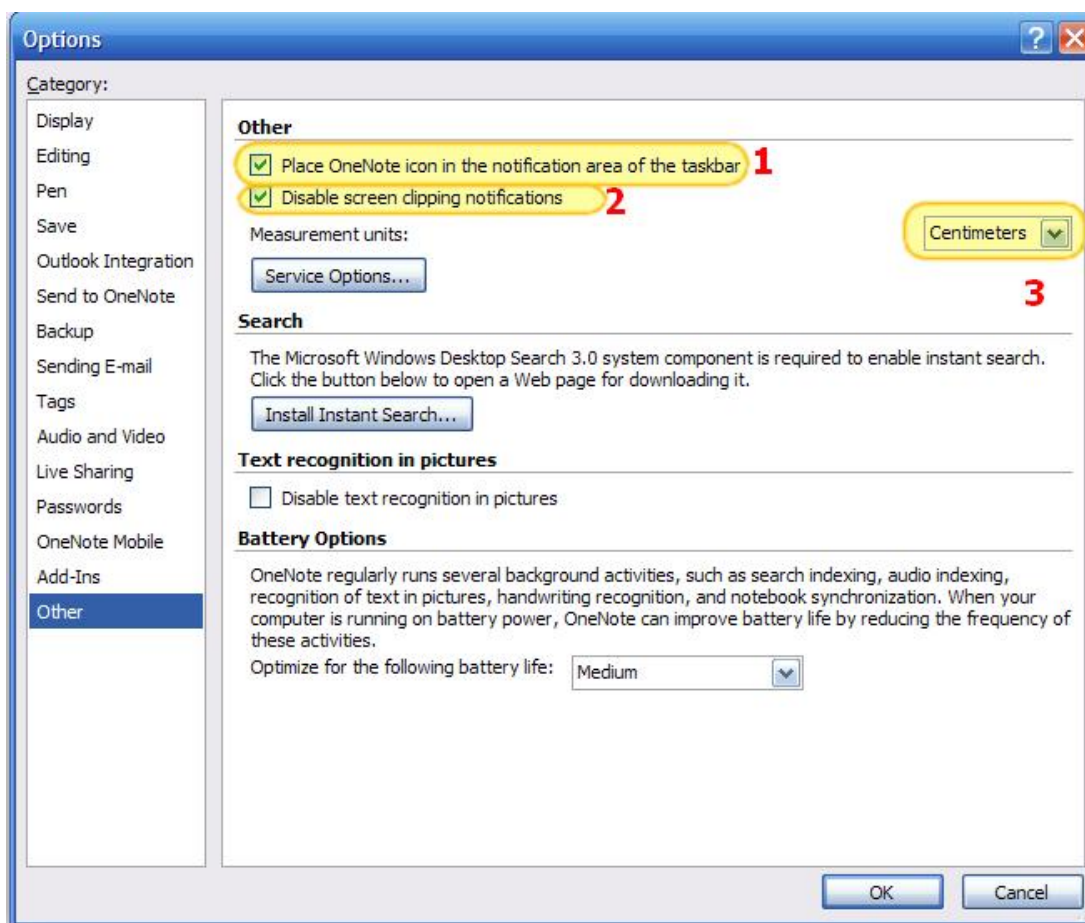 Options
Category:
Display
Editing
Pen
Save
Outlook Integration
Send to OneNote
Backup
Sending E-mail
Tags
Audio and Video
Live Sharing
Passwords
OneNote Mobile
Add-Ins
Other
Other
Place OneNote icon in the notification area of the taskbar 1
Disable screen clipping notifications 2
Measurement units: Centimeters
3
Service Options...
Search
The Microsoft Windows Desktop Search 3.0 system component is required to enable instant search.
Click the button below to open a Web page for downloading it.
Install Instant Search...
Text recognition in pictures
Disable text recognition in pictures
Battery Options
OneNote regularly runs several background activities, such as search indexing, audio indexing,
recognition of text in pictures, handwriting recognition, and notebook synchronization. When your
computer is running on battery power, OneNote can improve battery life by reducing the frequency of
these activities.
Optimize for the following battery life: Medium
OK Cancel